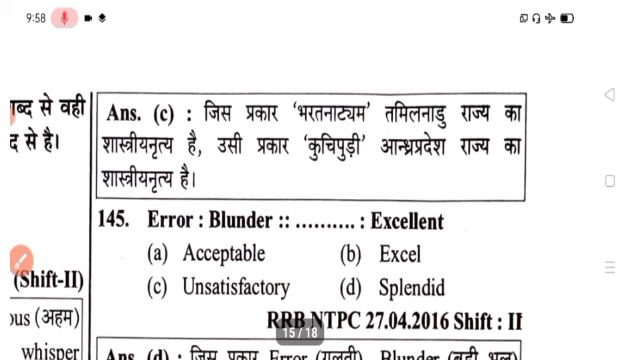 9:58
ब्द से वही
द से है।
Ans. (c) : जिस प्रकार 'भरतनाट्यम' तमिलनाडु राज्य का
शास्त्रीयनृत्य है, उसी प्रकार 'कुचिपुड़ी' आन्ध्रप्रदेश राज्य का
शास्त्रीयनृत्य है।
145. Error : Blunder :: .......... : Excellent
(a) Acceptable (b) Excel
(c) Unsatisfactory (d) Splendid
(Shift-II)
RRB NTPC 27.04.2016 Shift : II
15 / 18
ous (अहम)
whisper
Ans. (d) : जिस प्रकार Error (गलती) Blunder (बड़ी भूल)